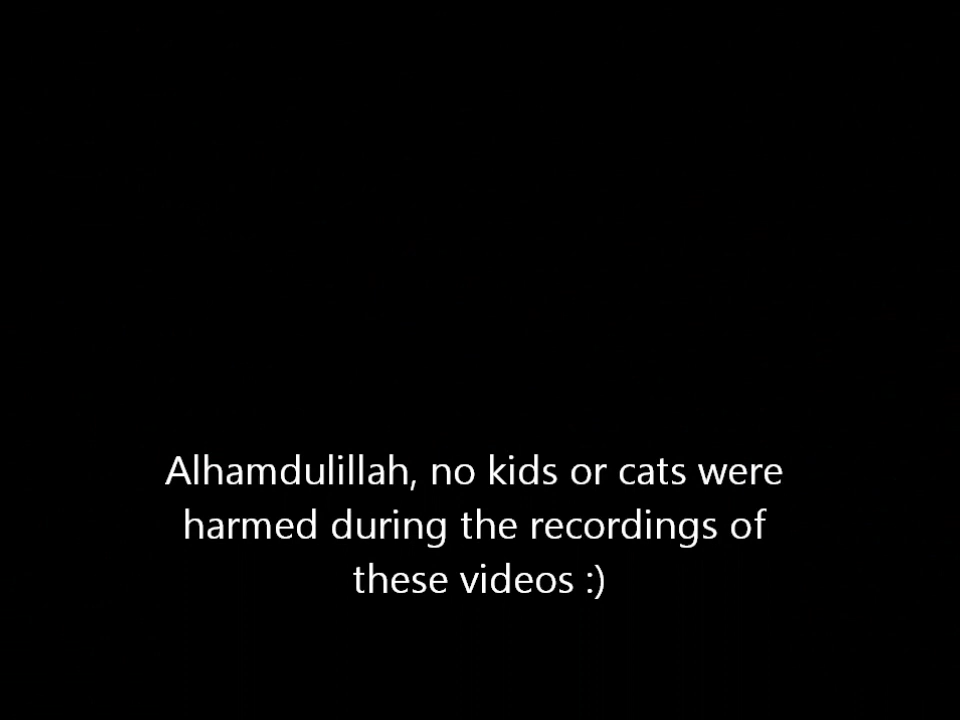 Alhamdulillah, no kids or cats were
harmed during the recordings of
these videos :)